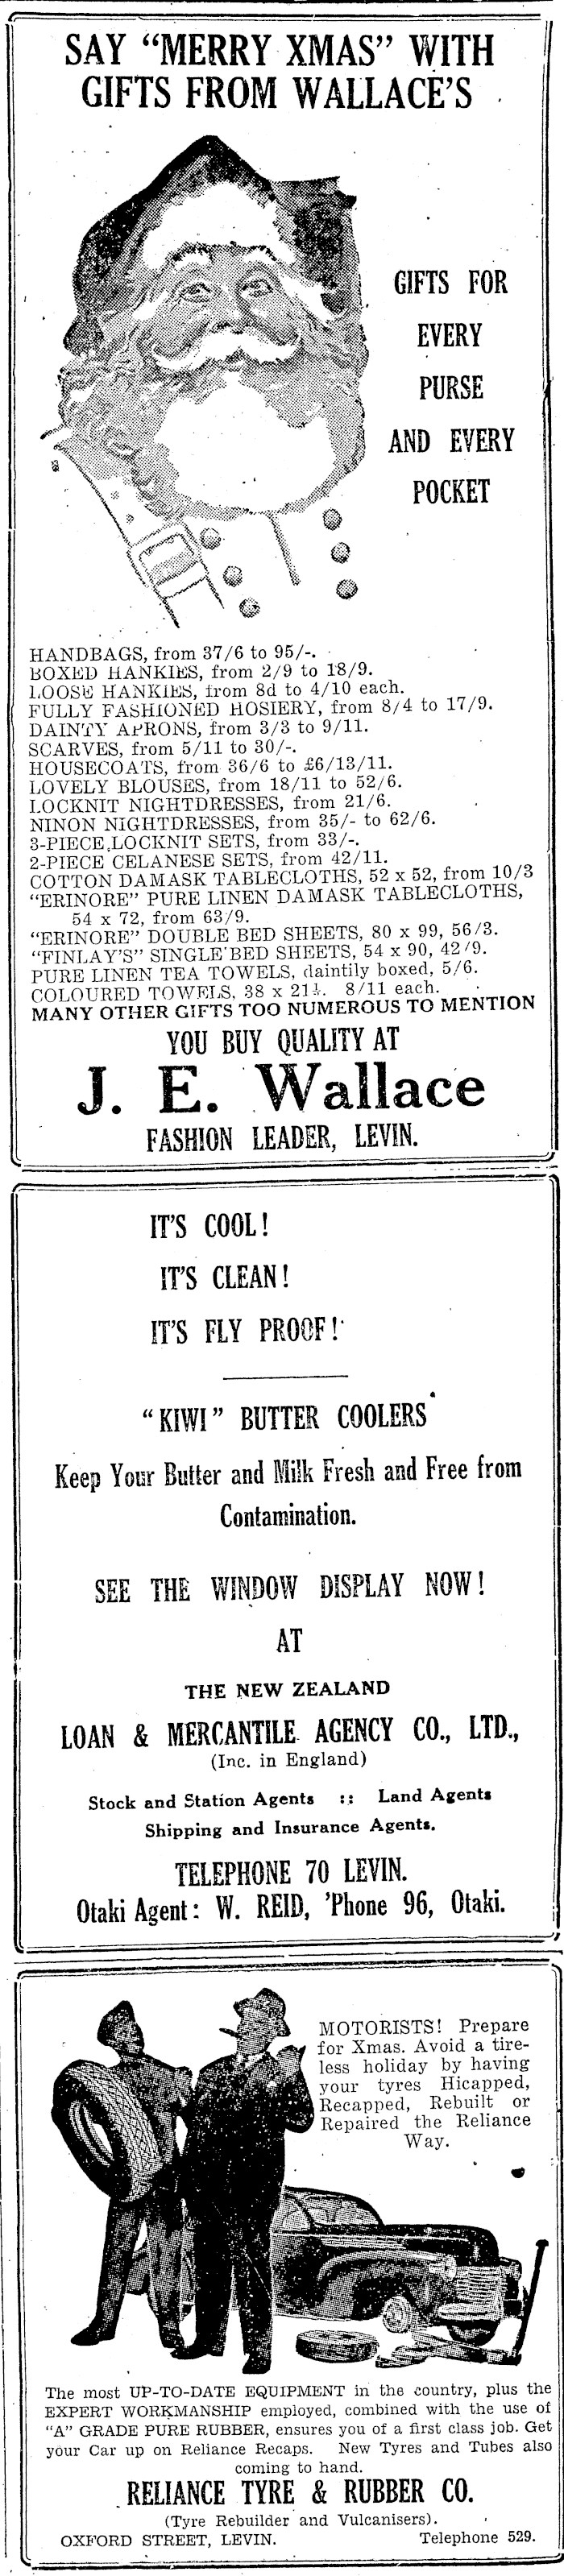 SAY “MERRY XMAS” WITH
GIFTS FROM WALLACE'S
GIFTS FOR
EVERY
PURSE
AND EVERY
POCKET
HANDBAGS, from 37/6 to 95/-.
BOXED HANKIES, from 2/9 to 18/9.
LOOSE HANKIES, from 8d to 4/10 each.
FULLY FASHIONED HOSIERY, from 8/4 to 17/9.
DAINTY APRONS, from 3/3 to 9/11.
SCARVES, from 5/11 to 30/-.
HOUSECOATS, from 36/6 to £6/13/11.
LOVELY BLOUSES, from 18/11 to 52/6.
LOCKNIT NIGHTDRESSES, from 21/6.
NINON NIGHTDRESSES, from 35/- to 62/6.
3-PIECE LOCKNIT SETS, from 33/-.
2-PIECE CELANESE SETS, from 42/11.
COTTON DAMASK TABLECLOTHS, 52 x 52, from 10/3
“ERINORE” PURE LINEN DAMASK TABLECLOTHS,
54 x 72, from 63/9.
“ERINORE” DOUBLE BED SHEETS, 80 x 99, 56/3.
“FINLAY'S” SINGLE BED SHEETS, 54 x 90, 42/9.
PURE LINEN TEA TOWELS, daintily boxed, 5/6.
COLOURED TOWELS, 38 x 21½. 8/11 each.
MANY OTHER GIFTS TOO NUMEROUS TO MENTION
YOU BUY QUALITY AT
J. E. Wallace
FASHION LEADER, LEVIN.
IT'S COOL!
IT'S CLEAN!
IT'S FLY PROOF!
“KIWI” BUTTER COOLERS
Keep Your Butter and Milk Fresh and Free from
Contamination.
SEE THE WINDOW DISPLAY NOW!
AT
THE NEW ZEALAND
LOAN & MERCANTILE AGENCY CO., LTD.,
(Inc. in England)
Stock and Station Agents :: Land Agents
Shipping and Insurance Agents.
TELEPHONE 70 LEVIN.
Otaki Agent: W. REID, 'Phone 96, Otaki.
MOTORISTS! Prepare
for Xmas. Avoid a tire-
less holiday by having
your tyres Hicapped,
Recapped, Rebuilt or
Repaired the Reliance
Way.
The most UP-TO-DATE EQUIPMENT in the country, plus the
EXPERT WORKMANSHIP employed, combined with the use of
“A” GRADE PURE RUBBER, ensures you of a first class job. Get
your Car up on Reliance Recaps. New Tyres and Tubes also
coming to hand.
RELIANCE TYRE & RUBBER CO.
(Tyre Rebuilder and Vulcanisers).
OXFORD STREET, LEVIN. Telephone 529.